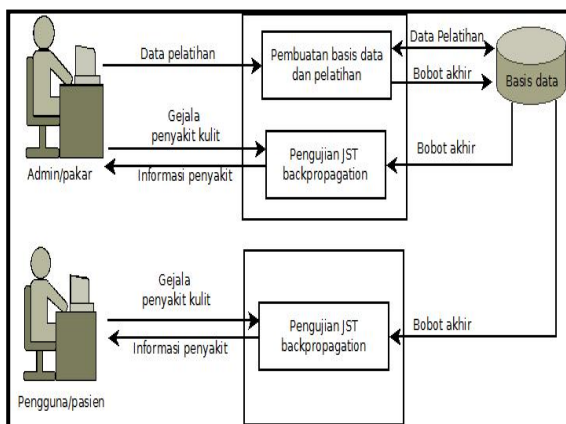 Data pelatihan
Pembuatan basis data
dan pelatihan
Data Pelatihan
Bobot akhir
Basis data
Gejala
penyakit kulit
Informasi penyakit
Admin/pakar
Pengujian JST
backpropagation
Bobot akhir
Gejala
penyakit kulit
Informasi penyakit
Pengguna/pasien
Pengujian JST
backpropagation
Bobot akhir